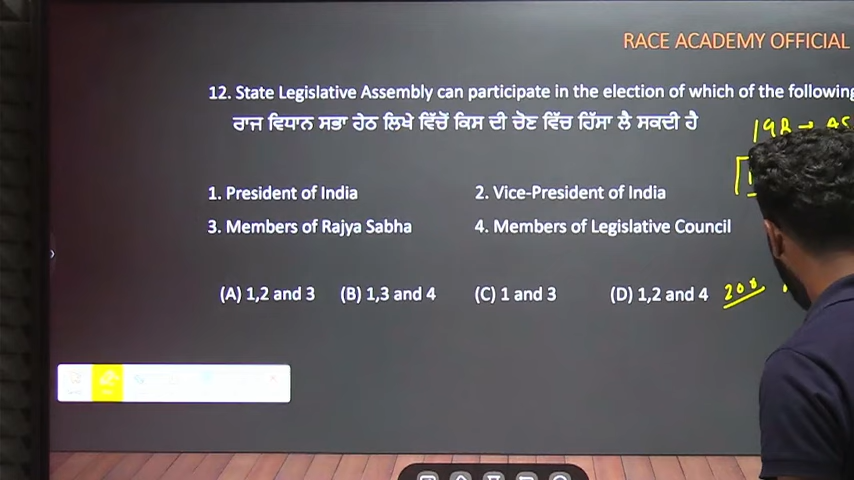 RACE ACADEMY OFFICIAL
12. State Legislative Assembly can participate in the election of which of the following
ਰਾਜ ਵਿਧਾਨ ਸਭਾ ਹੇਠ ਲਿਖੇ ਵਿੱਚੋਂ ਕਿਸ ਦੀ ਚੋਣ ਵਿੱਚ ਹਿੱਸਾ ਲੈ ਸਕਦੀ ਹੈ
1. President of India 2. Vice-President of India
3. Members of Rajya Sabha 4. Members of Legislative Council
(A) 1,2 and 3 (B) 1,3 and 4 (C) 1 and 3 (D) 1,2 and 4